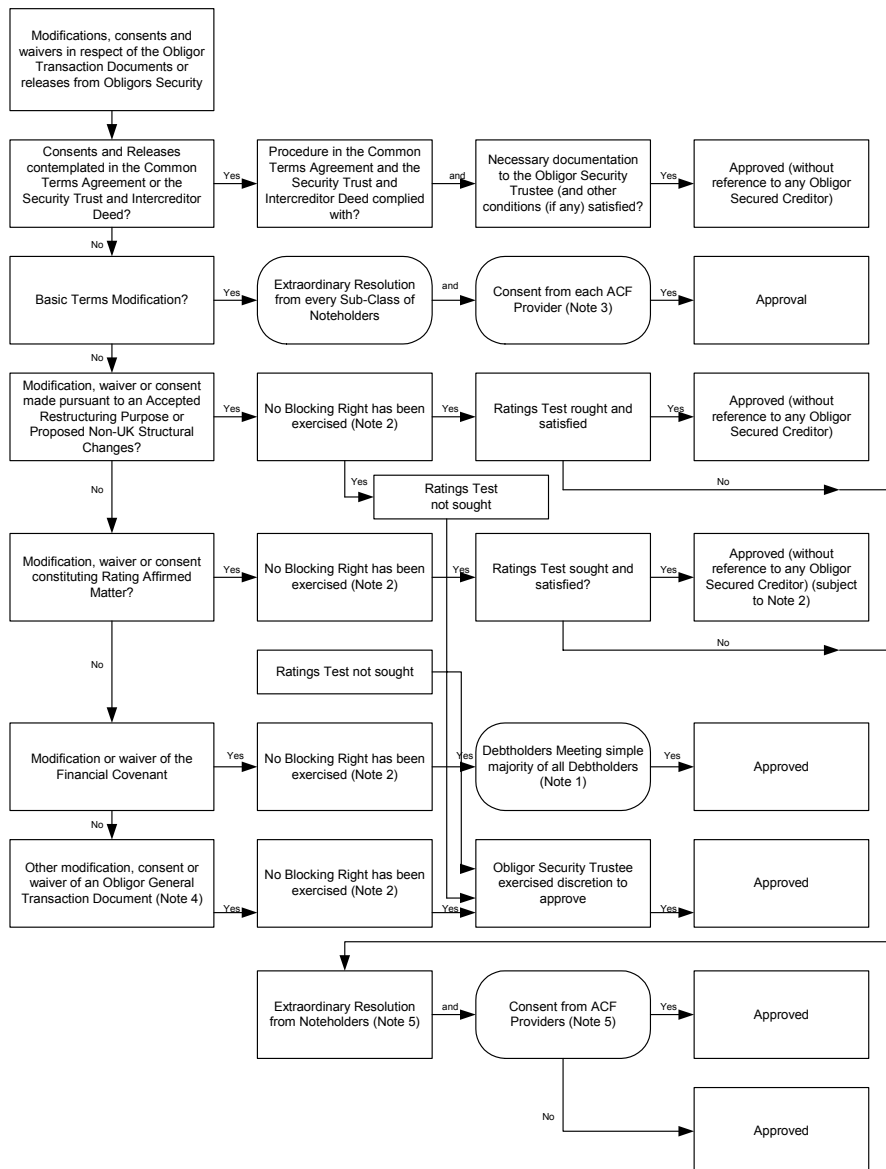 Modifications, consents and
waivers in respect of the Obligor
Transaction Documents or
releases from Obligors Security
Consents and Releases
contemplated in the Common
Terms Agreement or the
Security Trust and Intercreditor
Deed?
Yes
Procedure in the Common
Terms Agreement and the
Security Trust and
Intercreditor Deed complied
with?
and
Necessary documentation
to the Obligor Security
Trustee (and other
conditions (if any) satisfied?
Yes
Approved (without
reference to any Obligor
Secured Creditor)
No
Basic Terms Modification?
Yes
Extraordinary Resolution
from every Sub-Class of
Noteholders
and
Consent from each ACF
Provider (Note 3)
Yes
Approval
No
Modification, waiver or consent
made pursuant to an Accepted
Restructuring Purpose or
Proposed Non-UK Structural
Changes?
Yes
No Blocking Right has been
exercised (Note 2)
Yes
Ratings Test rought and
satisfied
Yes
Approved (without
reference to any Obligor
Secured Creditor)
No
Yes
Ratings Test
not sought
No
Modification, waiver or consent
constituting Rating Affirmed
Matter?
Yes
No Blocking Right has been
exercised (Note 2)
Yes
Ratings Test sought and
satisfied?
Yes
Approved (without
reference to any Obligor
Secured Creditor) (subject
to Note 2)
No
No
Ratings Test not sought
Modification or waiver of the
Financial Covenant
Yes
No Blocking Right has been
exercised (Note 2)
Yes
Debtholders Meeting simple
majority of all Debtholders
(Note 1)
Yes
Approved
No
Other modification, consent or
waiver of an Obligor General
Transaction Document (Note 4)
Yes
No Blocking Right has been
exercised (Note 2)
Yes
Obligor Security Trustee
exercised discretion to
approve
Yes
Approved
Extraordinary Resolution
from Noteholders (Note 5)
and
Consent from ACF
Providers (Note 5)
Yes
Approved
No
Approved